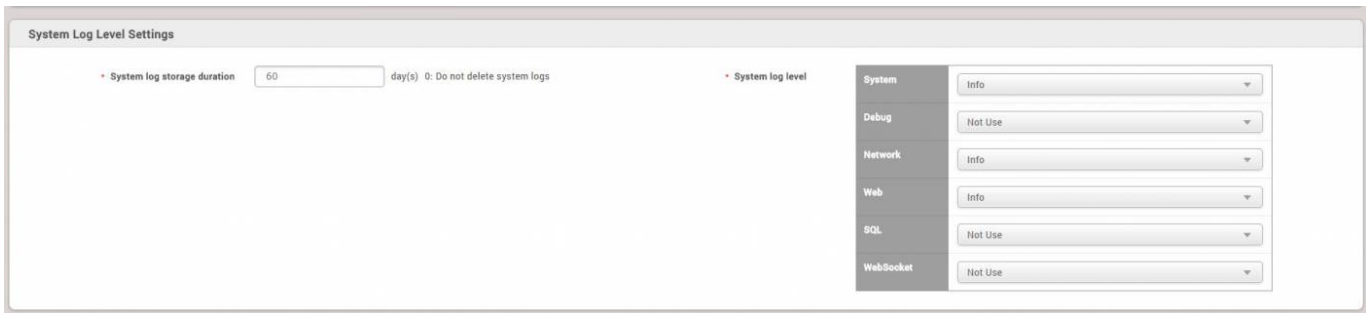 System Log Level Settings
• System log storage duration 60 day(s) 0: Do not delete system logs
• System log level
System Info
Debug Not Use
Network Info
Web Info
SQL Not Use
WebSocket Not Use